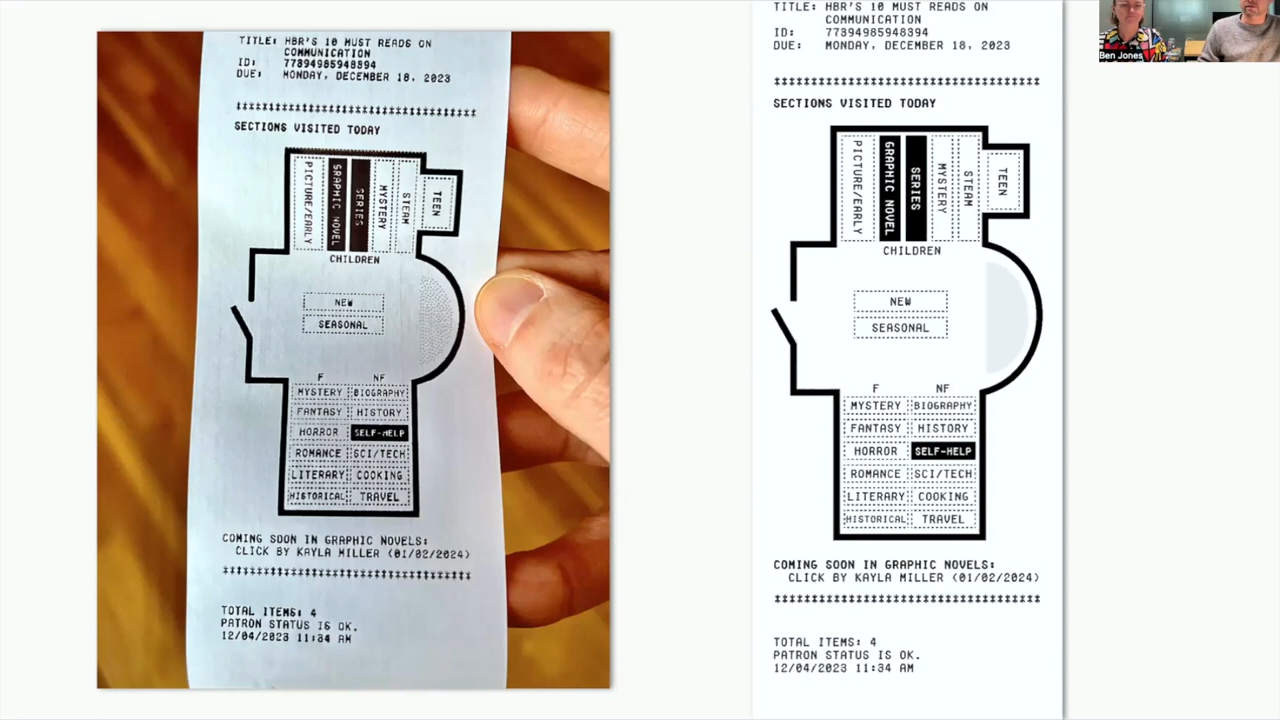 TITLE: HBR'S 10 MUST READS ON
COMMUNICATION
ID: 77394985948394
DUE: MONDAY, DECEMBER 18, 2023
SECTIONS VISITED TODAY
PICTURE/EARLY
GRAPHIC NOVEL
SERIES
MYSTERY
STEAM
TEEN
CHILDREN
NEW
SEASONAL
F NF
MYSTERY BIOGRAPHY
FANTASY HISTORY
HORROR SELF-HELP
ROMANCE SCI/TECH
LITERARY COOKING
HISTORICAL TRAVEL
COMING SOON IN GRAPHIC NOVELS:
CLICK BY KAYLA MILLER (01/02/2024)
TOTAL ITEMS: 4
PATRON STATUS IS OK.
12/04/2023 11:34 AM
TITLE: HBR'S 10 MUST READS ON
COMMUNICATION
ID: 77394985948394
DUE: MONDAY, DECEMBER 18, 2023
SECTIONS VISITED TODAY
PICTURE/EARLY
GRAPHIC NOVEL
SERIES
MYSTERY
STEAM
TEEN
CHILDREN
NEW
SEASONAL
F NF
MYSTERY BIOGRAPHY
FANTASY HISTORY
HORROR SELF-HELP
ROMANCE SCI/TECH
LITERARY COOKING
HISTORICAL TRAVEL
COMING SOON IN GRAPHIC NOVELS:
CLICK BY KAYLA MILLER (01/02/2024)
TOTAL ITEMS: 4
PATRON STATUS IS OK.
12/04/2023 11:34 AM
Ben Jones